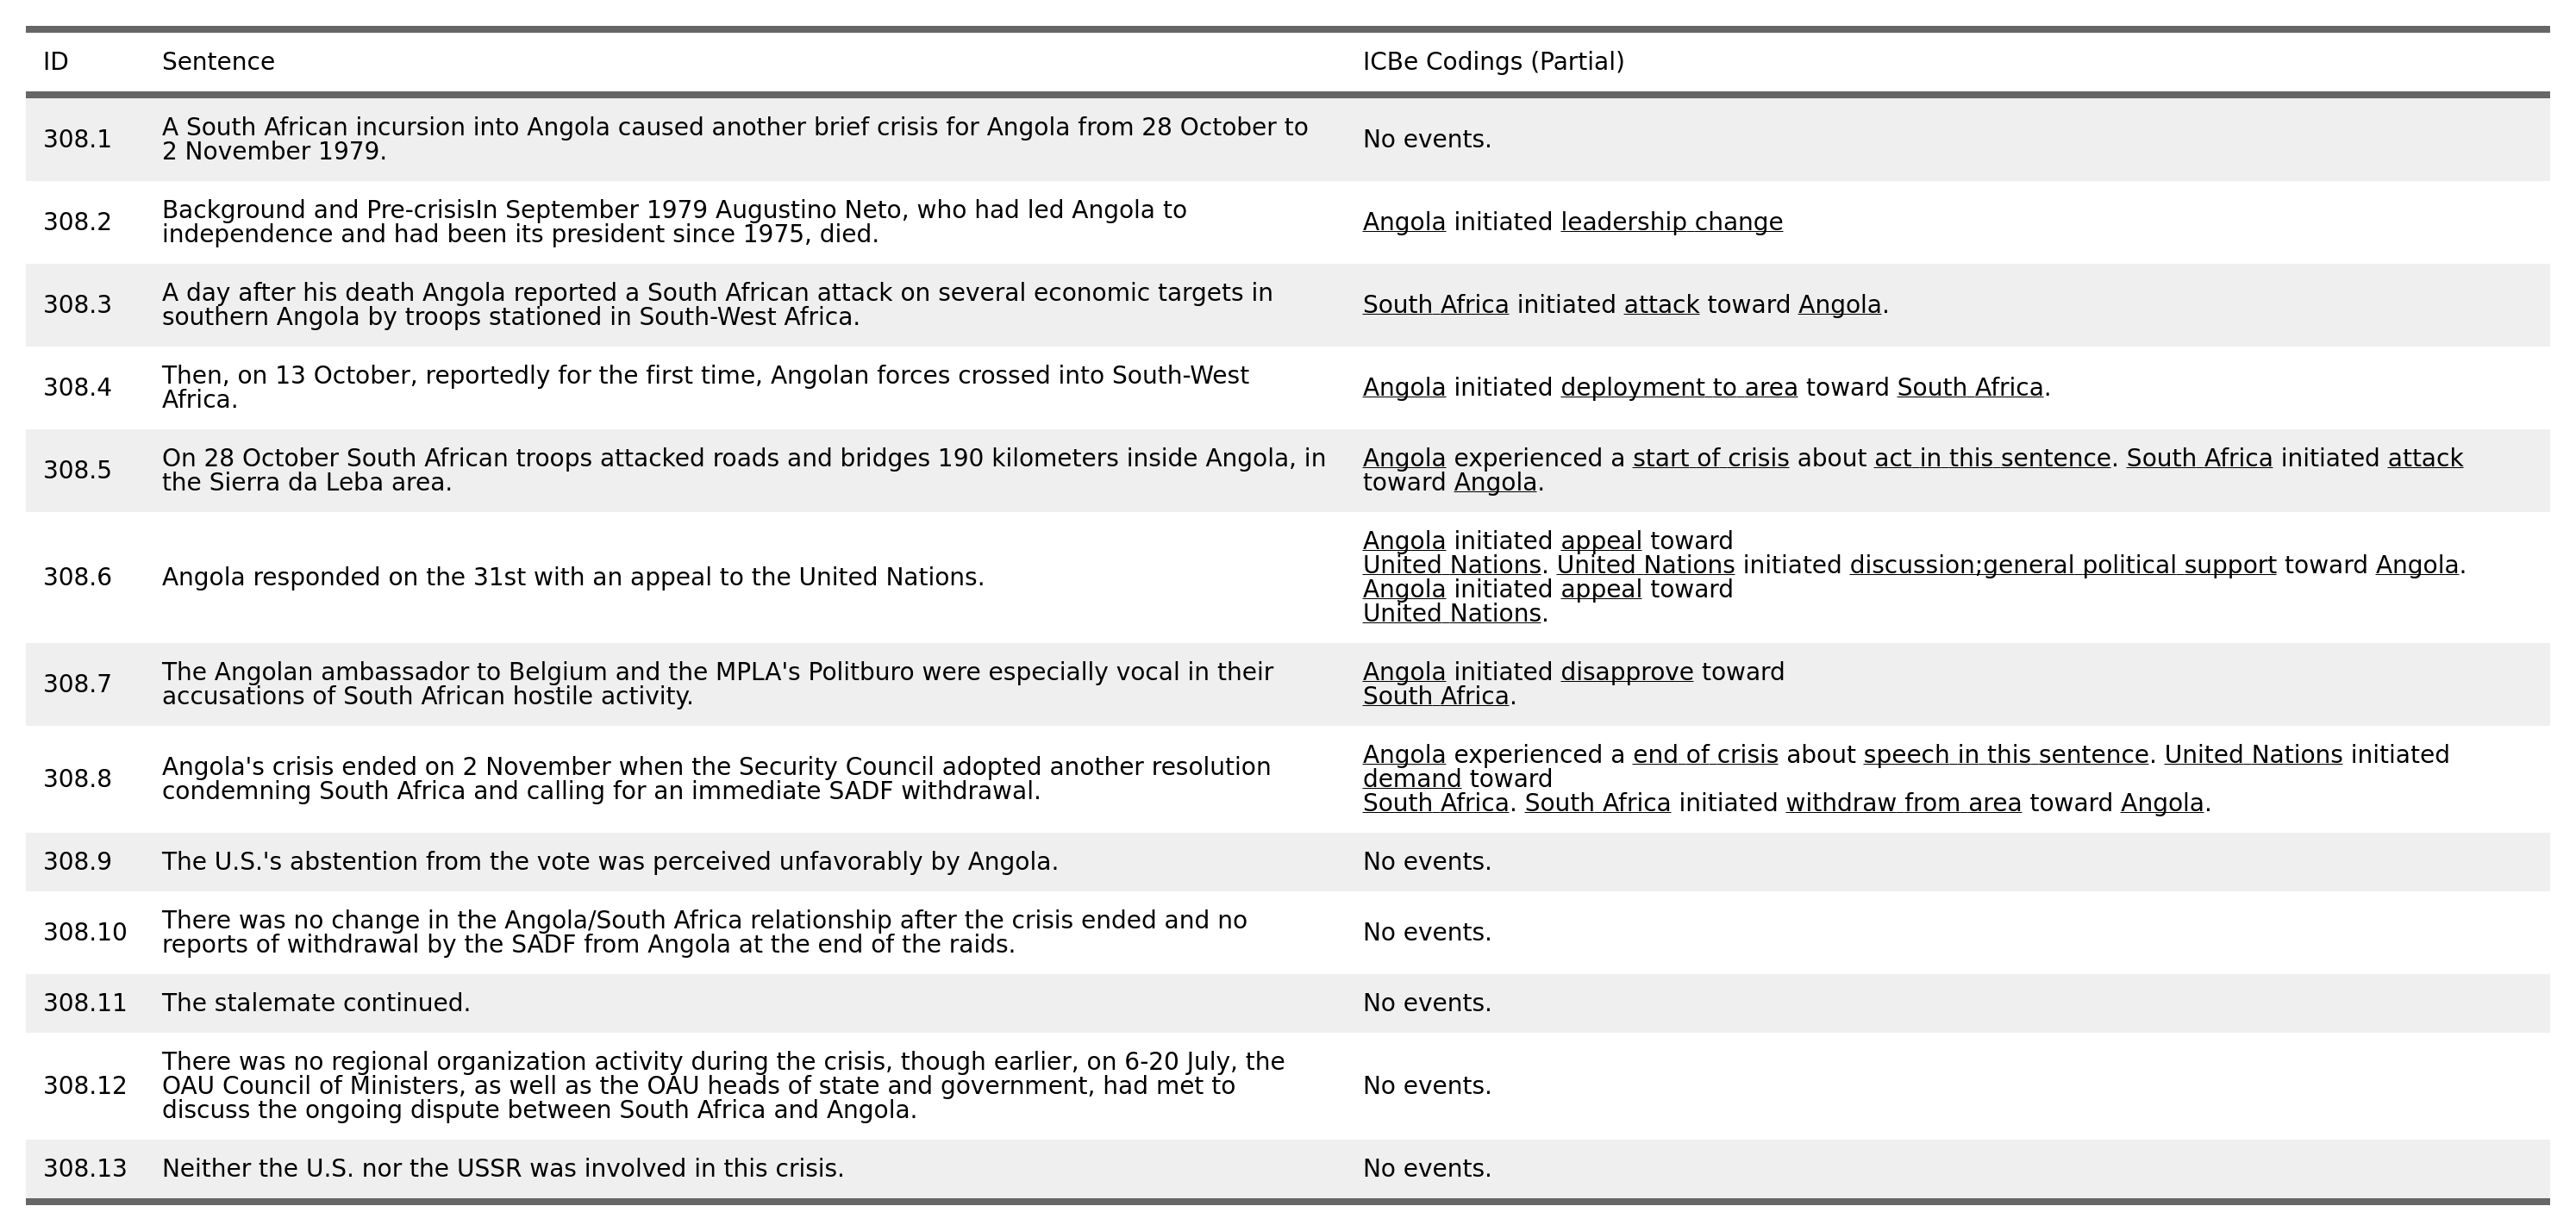 ID Sentence ICBe Codings (Partial)
308.1 A South African incursion into Angola caused another brief crisis for Angola from 28 October to
2 November 1979. No events.
308.2 Background and Pre-crisisIn September 1979 Augustino Neto, who had led Angola to
independence and had been its president since 1975, died. Angola initiated leadership change
308.3 A day after his death Angola reported a South African attack on several economic targets in
southern Angola by troops stationed in South-West Africa. South Africa initiated attack toward Angola.
308.4 Then, on 13 October, reportedly for the first time, Angolan forces crossed into South-West
Africa. Angola initiated deployment to area toward South Africa.
308.5 On 28 October South African troops attacked roads and bridges 190 kilometers inside Angola, in
the Sierra da Leba area. Angola experienced a start of crisis about act in this sentence. South Africa initiated attack
toward Angola.
308.6 Angola responded on the 31st with an appeal to the United Nations. Angola initiated appeal toward
United Nations. United Nations initiated discussion;general political support toward Angola.
Angola initiated appeal toward
United Nations.
308.7 The Angolan ambassador to Belgium and the MPLA's Politburo were especially vocal in their
accusations of South African hostile activity. Angola initiated disapprove toward
South Africa.
308.8 Angola's crisis ended on 2 November when the Security Council adopted another resolution
condemning South Africa and calling for an immediate SADF withdrawal. Angola experienced a end of crisis about speech in this sentence. United Nations initiated
demand toward
South Africa. South Africa initiated withdraw from area toward Angola.
308.9 The U.S.'s abstention from the vote was perceived unfavorably by Angola. No events.
308.10 There was no change in the Angola/South Africa relationship after the crisis ended and no
reports of withdrawal by the SADF from Angola at the end of the raids. No events.
308.11 The stalemate continued. No events.
308.12 There was no regional organization activity during the crisis, though earlier, on 6-20 July, the
OAU Council of Ministers, as well as the OAU heads of state and government, had met to
discuss the ongoing dispute between South Africa and Angola. No events.
308.13 Neither the U.S. nor the USSR was involved in this crisis. No events.